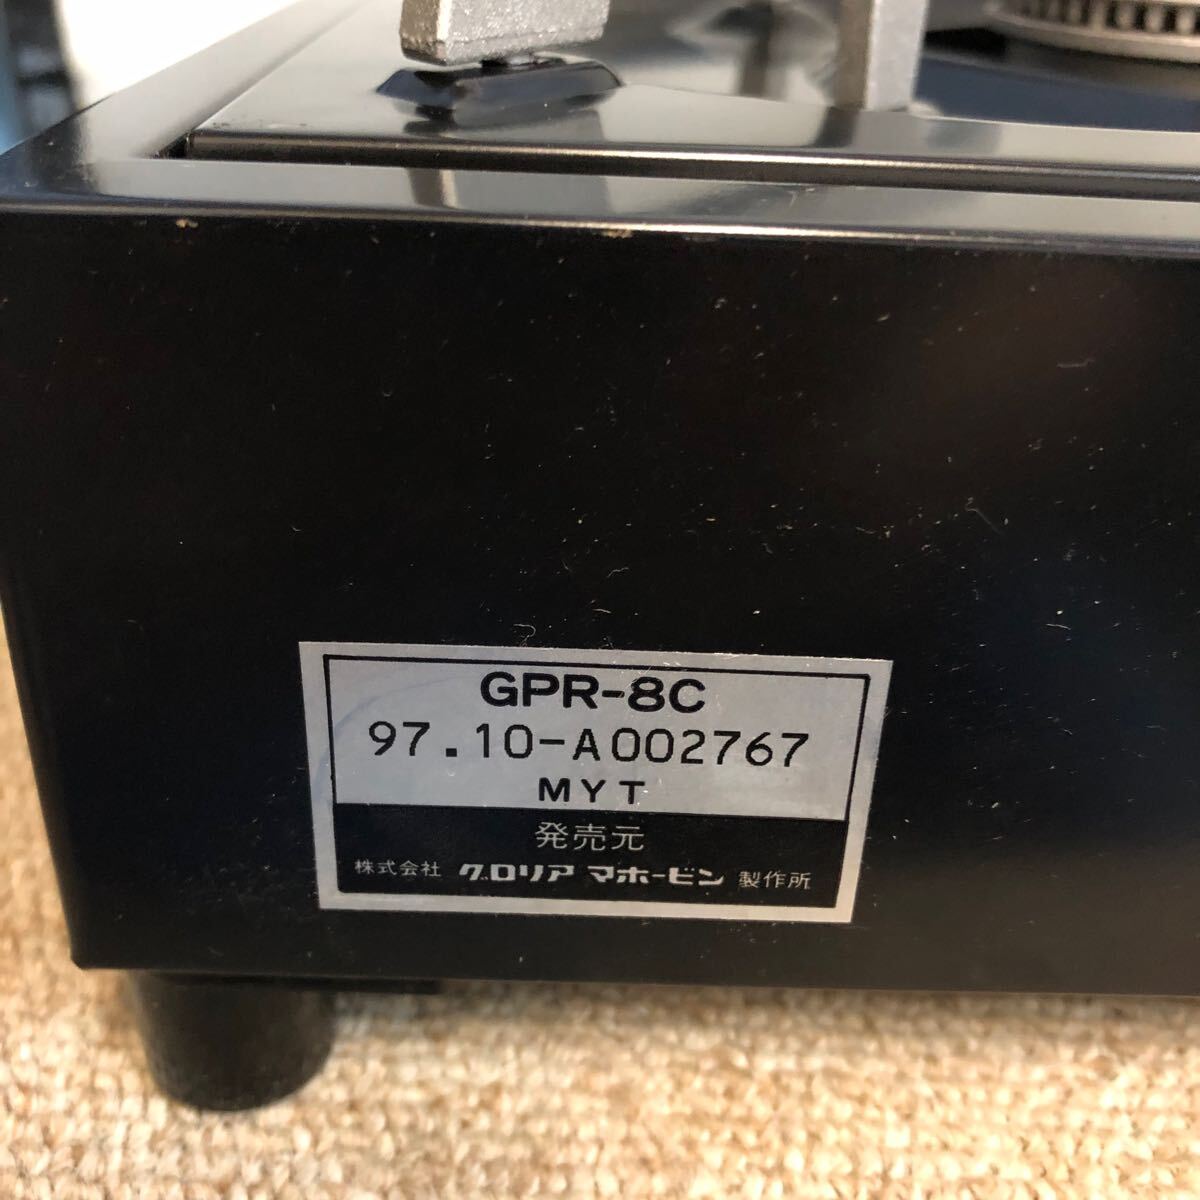 GPR-8C
97.10-A002767
MYT
発売元
株式会社 グロリア マホービン 製作所